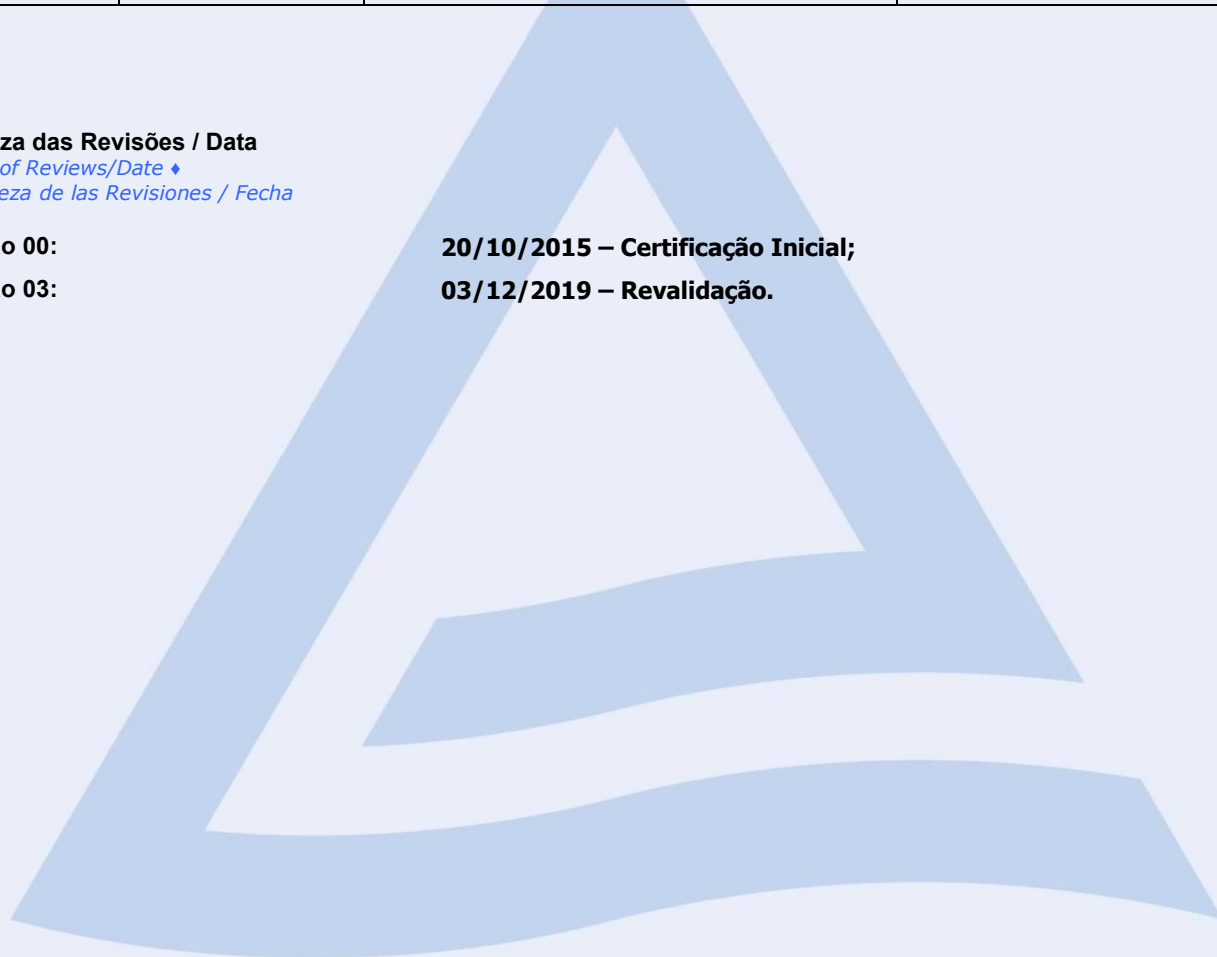 za das Revisões / Data
of Reviews/Date ♦
eza de las Revisiones / Fecha
o 00: 20/10/2015 – Certificação Inicial;
o 03: 03/12/2019 – Revalidação.